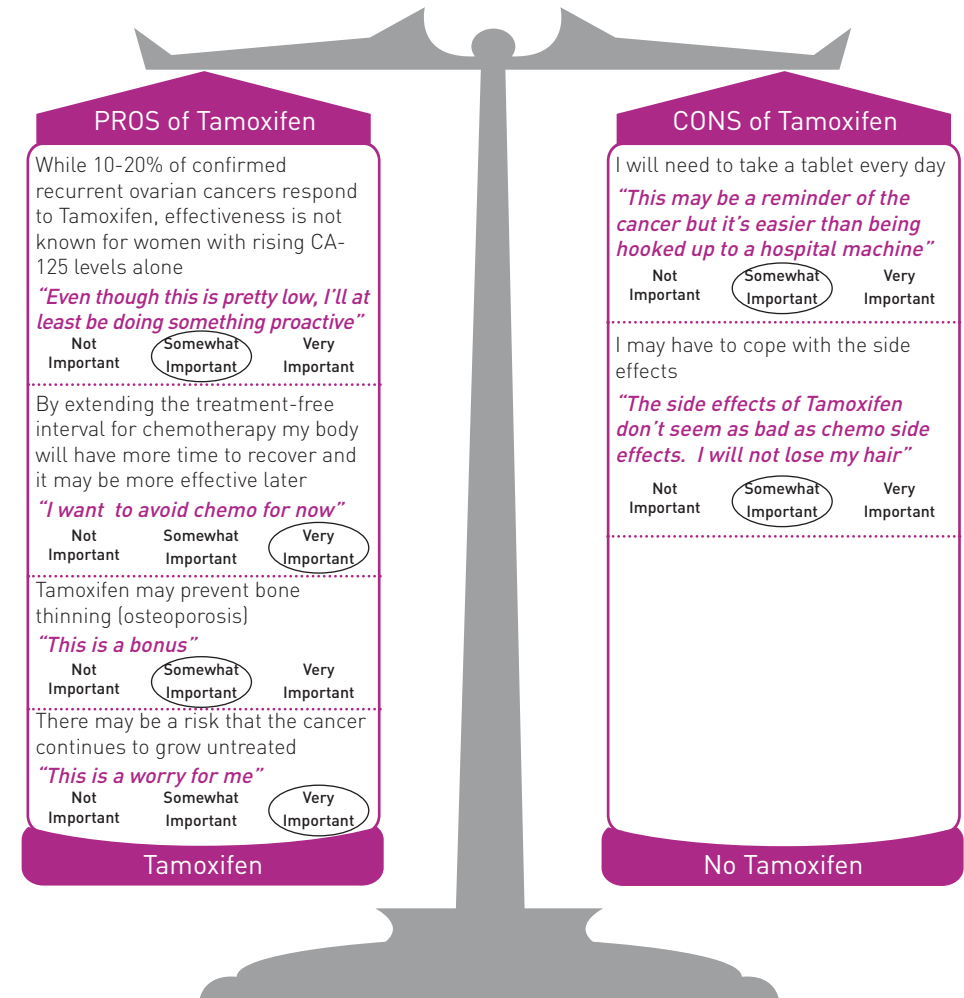 PROS of Tamoxifen
While 10-20% of confirmed
recurrent ovarian cancers respond
to Tamoxifen, effectiveness is not
known for women with rising CA-
125 levels alone
“Even though this is pretty low, I’ll at
least be doing something proactive”
Not Important Somewhat Important Very Important
By extending the treatment-free
interval for chemotherapy my body
will have more time to recover and
it may be more effective later
“I want to avoid chemo for now”
Not Important Somewhat Important Very Important
Tamoxifen may prevent bone
thinning (osteoporosis)
“This is a bonus”
Not Important Somewhat Important Very Important
There may be a risk that the cancer
continues to grow untreated
“This is a worry for me”
Not Important Somewhat Important Very Important
Tamoxifen
CONS of Tamoxifen
I will need to take a tablet every day
“This may be a reminder of the
cancer but it’s easier than being
hooked up to a hospital machine”
Not Important Somewhat Important Very Important
I may have to cope with the side
effects
“The side effects of Tamoxifen
don’t seem as bad as chemo side
effects. I will not lose my hair”
Not Important Somewhat Important Very Important
No Tamoxifen